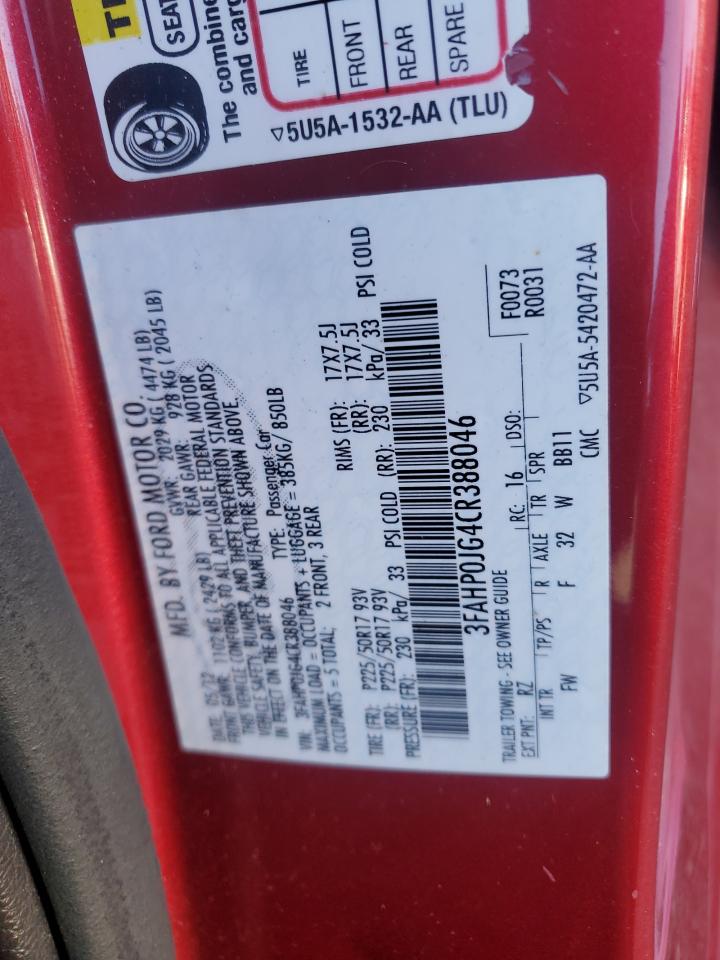 SEAT
The combine
and carg
TIRE
FRONT
REAR
SPARE
▽5U5A-1532-AA (TLU)
MFD. BY FORD MOTOR CO.
DATE: 05/12 GVWR: 2029 KG ( 4474 LB)
FRONT GAWR: 1102 KG ( 2429 LB) REAR GAWR: 928 KG ( 2045 LB)
THIS VEHICLE CONFORMS TO ALL APPLICABLE FEDERAL MOTOR
VEHICLE SAFETY, BUMPER, AND THEFT PREVENTION STANDARDS
IN EFFECT ON THE DATE OF MANUFACTURE SHOWN ABOVE.
VIN: 3FAHP0JG4CR388046 TYPE: Passenger Car
MAXIMUM LOAD = OCCUPANTS + LUGGAGE = 385KG/ 850LB
OCCUPANTS = 5 TOTAL: 2 FRONT, 3 REAR
TIRE (FR): P225/50R17 93V RIMS (FR): 17X7.5J
(RR): P225/50R17 93V (RR): 17X7.5J
PRESSURE (FR): 230 kPa/ 33 PSI COLD (RR): 230 kPa/ 33 PSI COLD
3FAHP0JG4CR388046
TRAILER TOWING - SEE OWNER GUIDE F0073
EXT PNT: RZ RC: 16 DSO: R0031
INT TR TP/PS R AXLE TR SPR
FW F 32 W BB11
CMC ▽5U5A-5420472-AA